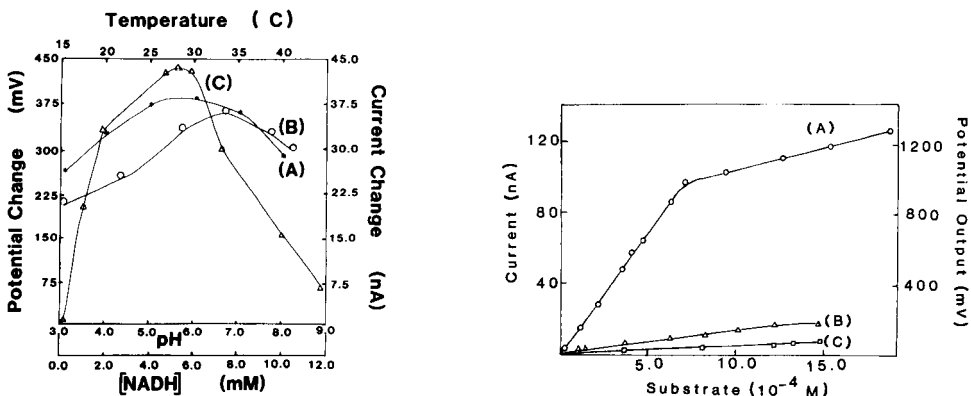 Temperature ( C)
15 20 25 30 35 40
Potential Change (mV)
450
375
300
225
150
75
Current Change (nA)
45.0
37.5
30.0
22.5
15.0
7.5
(C)
(B)
(A)
3.0 4.0 5.0 6.0 7.0 8.0 9.0
pH
0.0 2.0 4.0 6.0 8.0 10.0 12.0
[NADH] (mM)
Current (nA)
120
80
40
Potential Output (mV)
1200
800
400
(A)
(B)
(C)
5.0 10.0 15.0
Substrate (10⁻⁴ M)